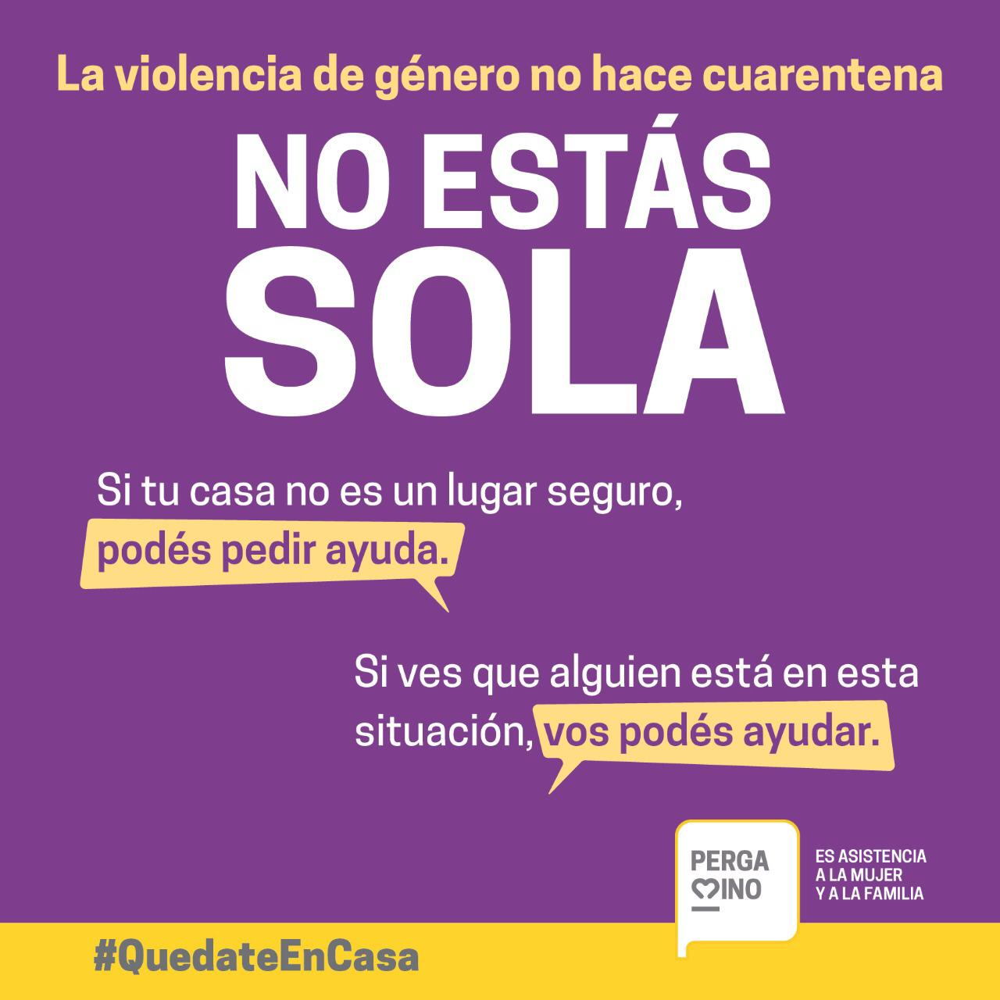 La violencia de género no hace cuarentena
NO ESTÁS
SOLA
Si tu casa no es un lugar seguro,
podés pedir ayuda.
Si ves que alguien está en esta
situación, vos podés ayudar.
PERGA
MINO
ES ASISTENCIA
A LA MUJER
Y A LA FAMILIA
#QuedateEnCasa